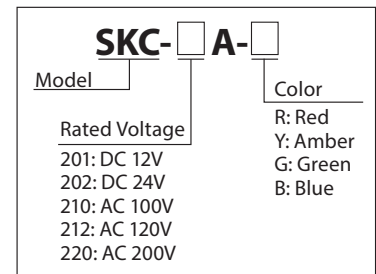 SKC-□ A-□
Model
Color
R: Red
Y: Amber
G: Green
B: Blue
Rated Voltage
201: DC 12V
202: DC 24V
210: AC 100V
212: AC 120V
220: AC 200V